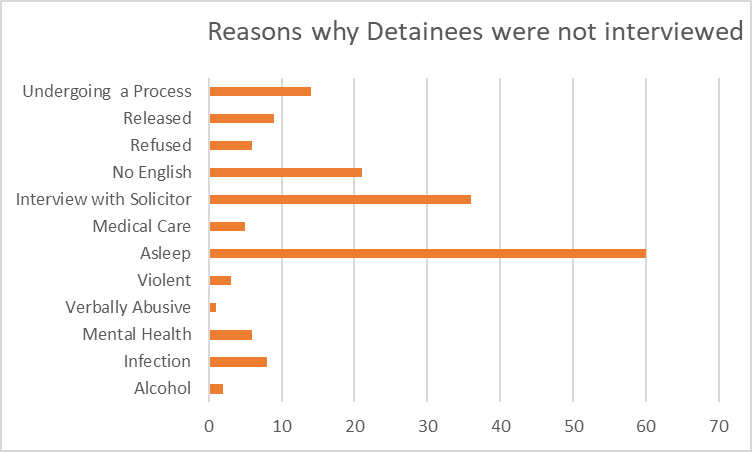 Reasons why Detainees were not interviewed
Undergoing  a Process
Released
Refused
No English
Interview with Solicitor
Medical Care
Asleep
Violent
Verbally Abusive
Mental Health
Infection
Alcohol
0 10 20 30 40 50 60 70